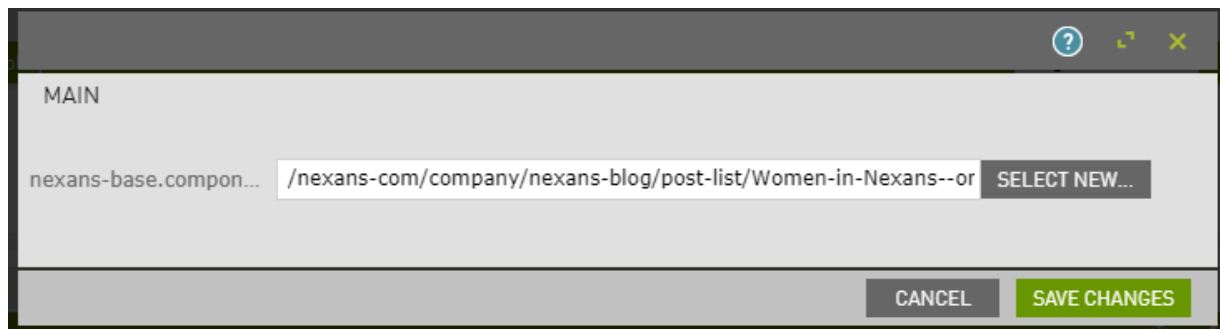 ?
MAIN
nexans-base.compon... /nexans-com/company/nexans-blog/post-list/Women-in-Nexans--or SELECT NEW...
CANCEL SAVE CHANGES